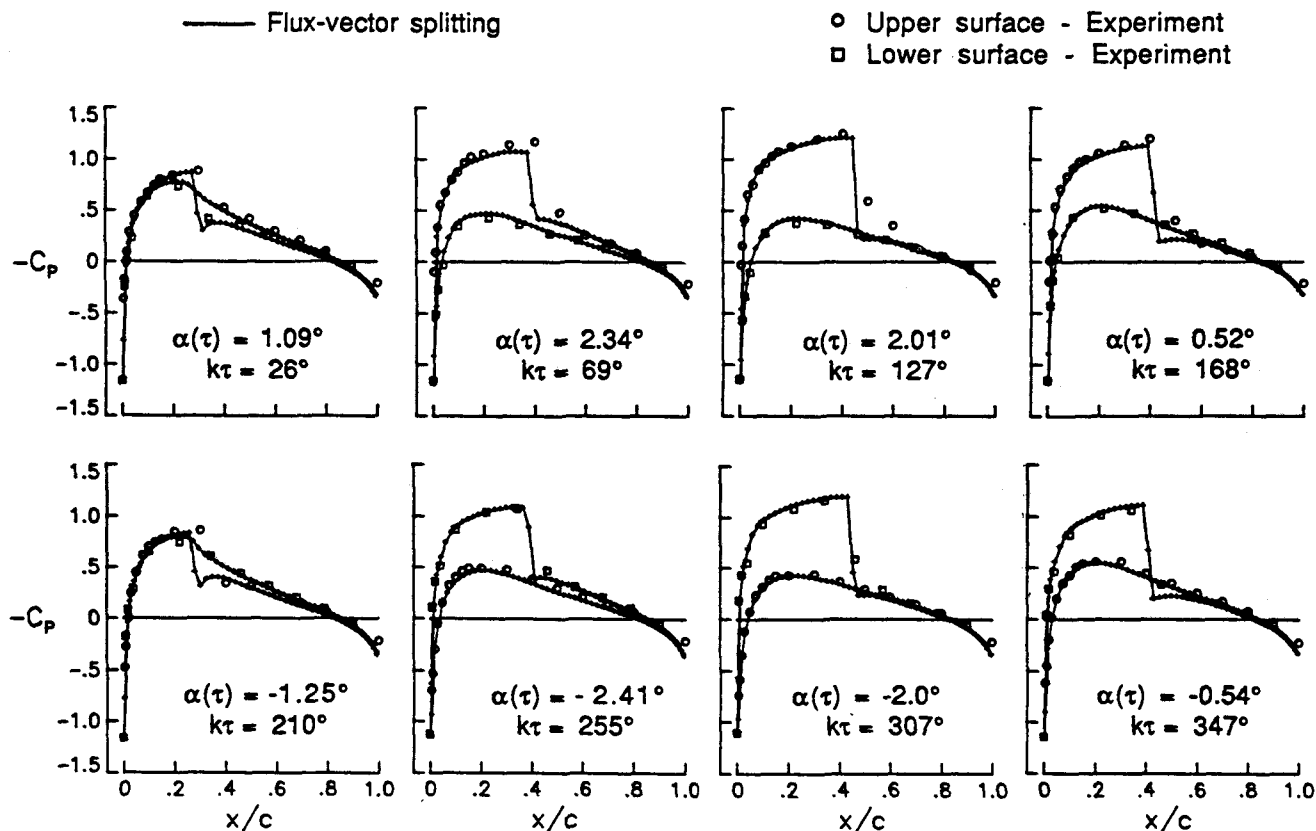 Flux-vector splitting
Upper surface - Experiment
Lower surface - Experiment
1.5
1.0
.5
0
-.5
-1.0
-1.5
-Cp
α(τ) = 1.09°
kτ = 26°
α(τ) = 2.34°
kτ = 69°
α(τ) = 2.01°
kτ = 127°
α(τ) = 0.52°
kτ = 168°
1.5
1.0
.5
0
-.5
-1.0
-1.5
-Cp
α(τ) = -1.25°
kτ = 210°
α(τ) = - 2.41°
kτ = 255°
α(τ) = -2.0°
kτ = 307°
α(τ) = -0.54°
kτ = 347°
0 .2 .4 .6 .8 1.0
0 .2 .4 .6 .8 1.0
0 .2 .4 .6 .8 1.0
0 .2 .4 .6 .8 1.0
x/c
x/c
x/c
x/c